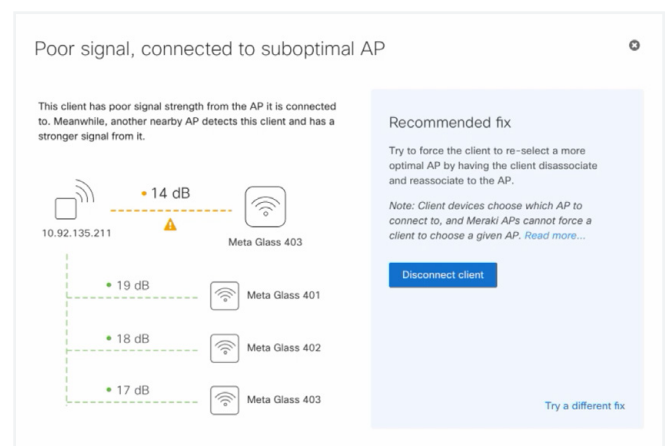 Poor signal, connected to suboptimal AP
This client has poor signal strength from the AP it is connected
to. Meanwhile, another nearby AP detects this client and has a
stronger signal from it.
14 dB
10.92.135.211
Meta Glass 403
19 dB
Meta Glass 401
18 dB
Meta Glass 402
17 dB
Meta Glass 403
Recommended fix
Try to force the client to re-select a more
optimal AP by having the client disassociate
and reassociate to the AP.
Note: Client devices choose which AP to
connect to, and Meraki APs cannot force a
client to choose a given AP. Read more...
Disconnect client
Try a different fix